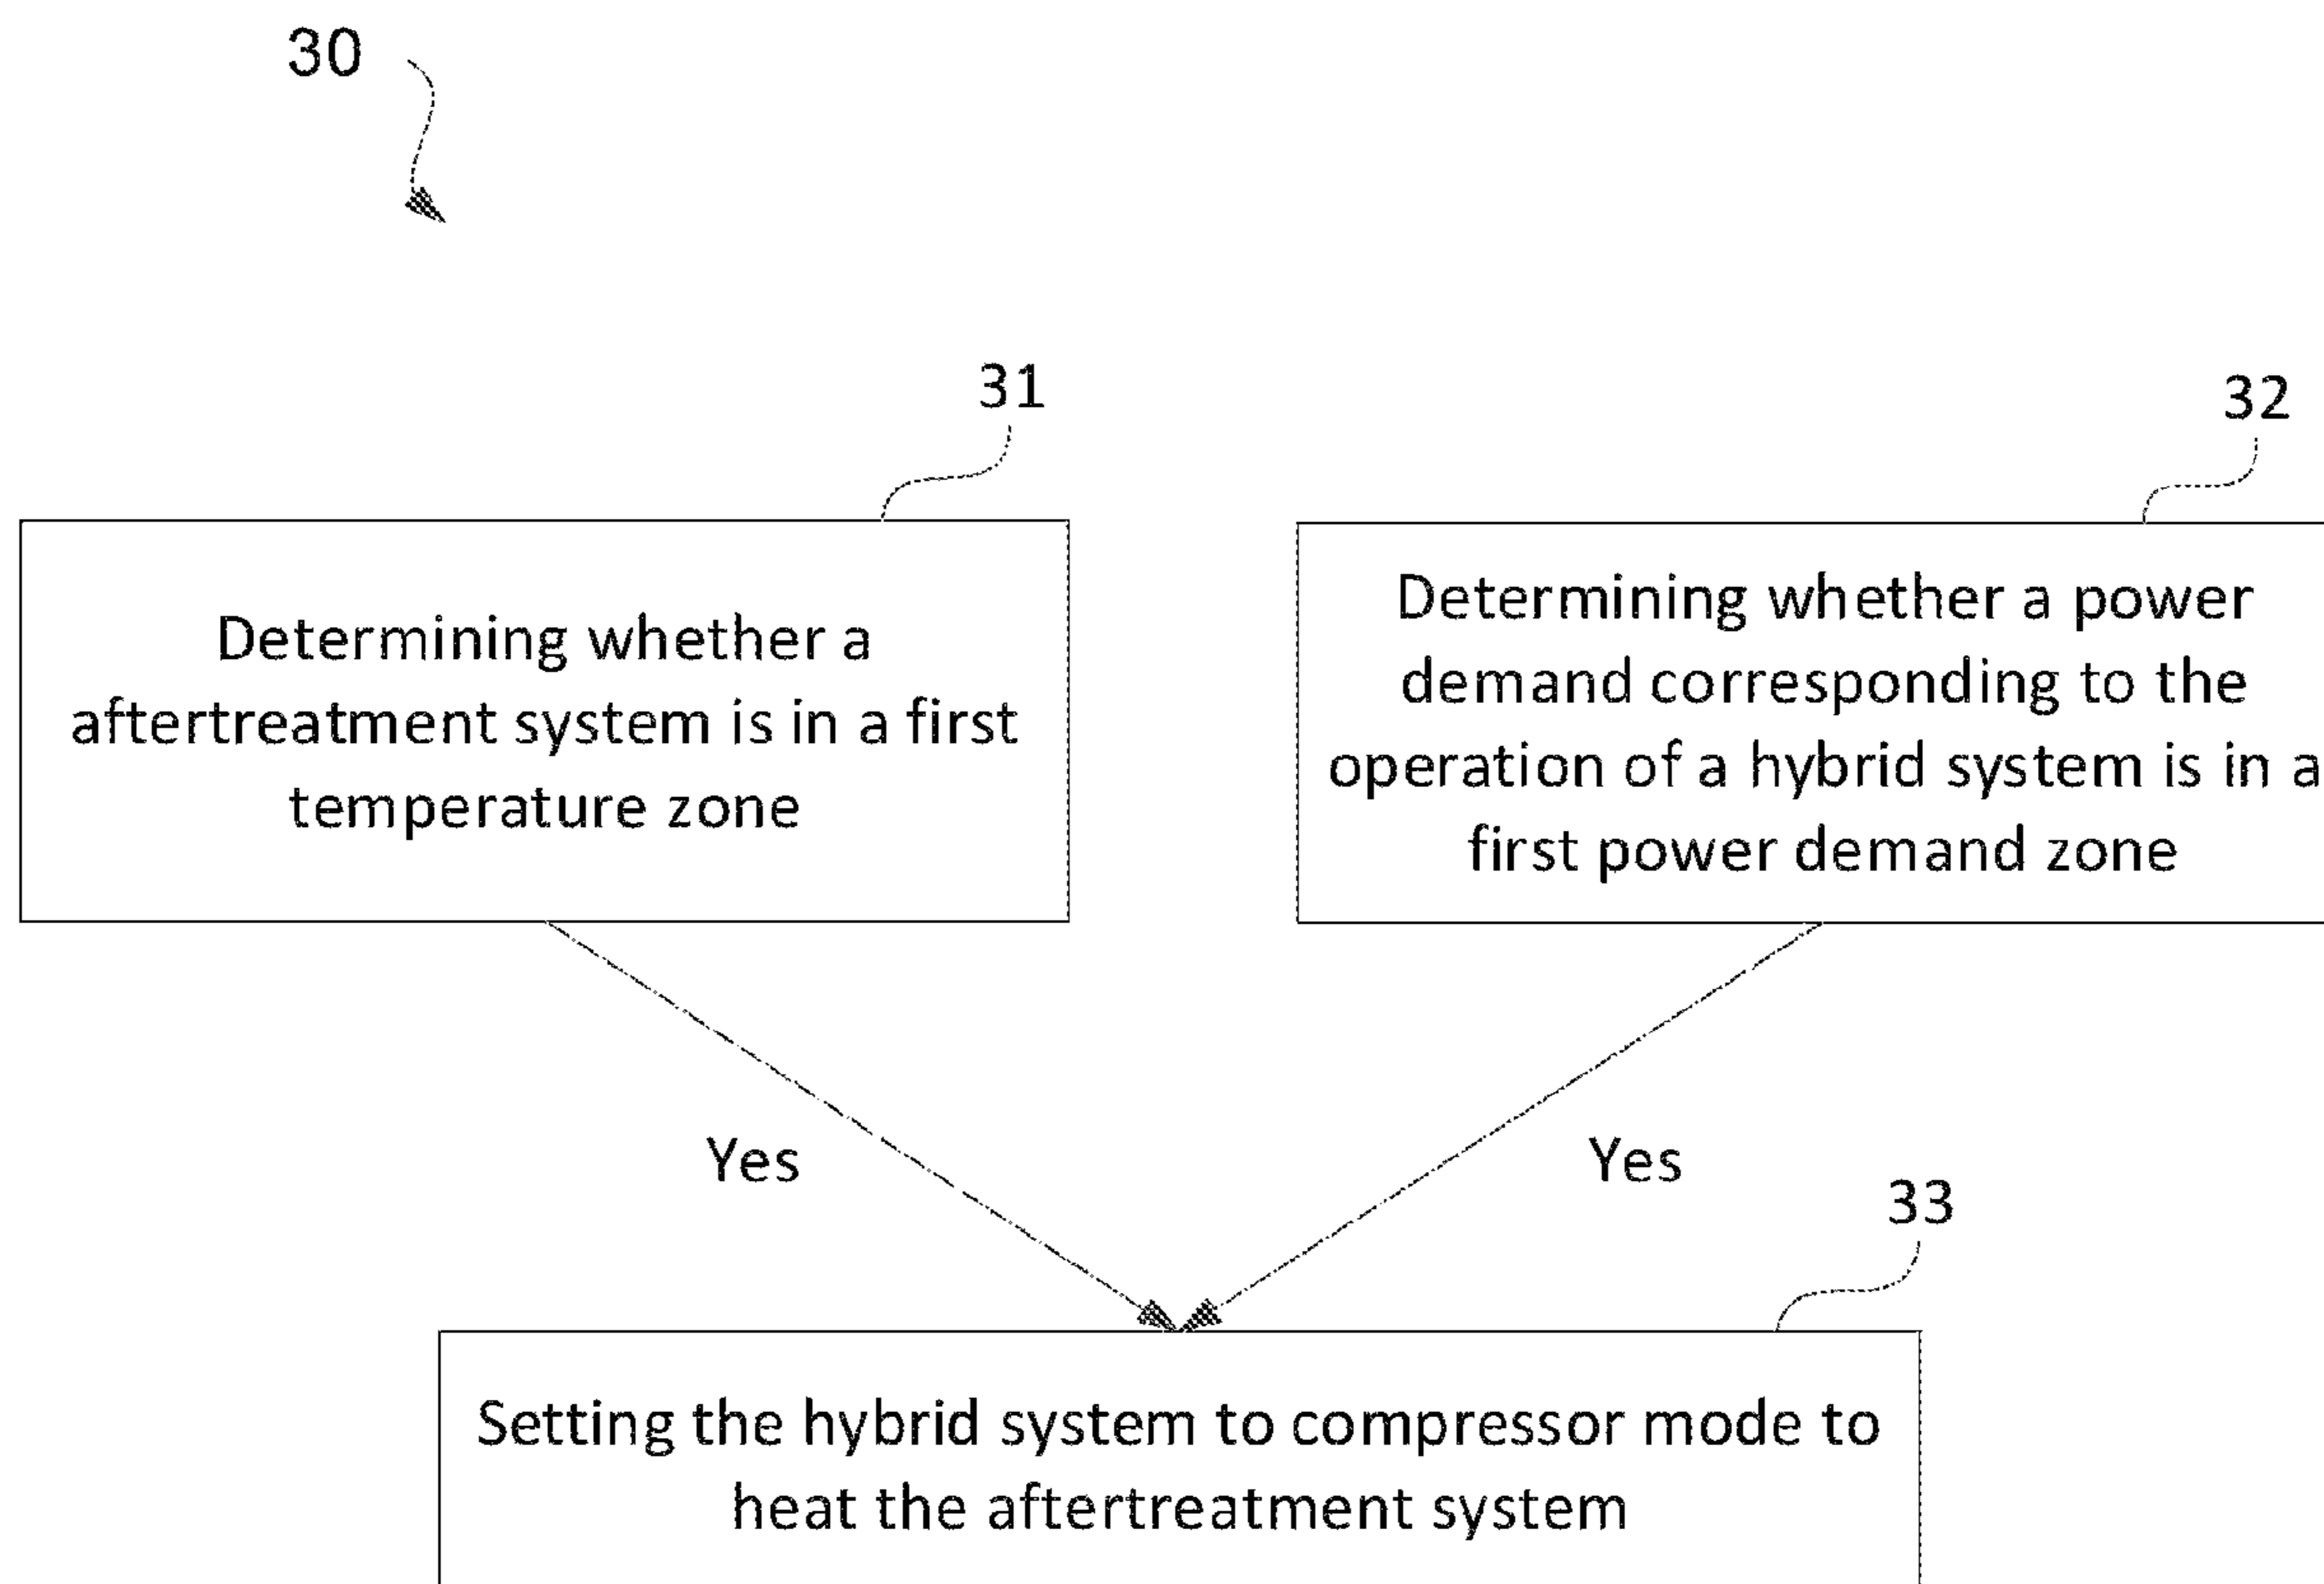 30
31
32
Determining whether a
aftertreatment system is in a first
temperature zone
Determining whether a power
demand corresponding to the
operation of a hybrid system is in a
first power demand zone
Yes
Yes
33
Setting the hybrid system to compressor mode to
heat the aftertreatment system